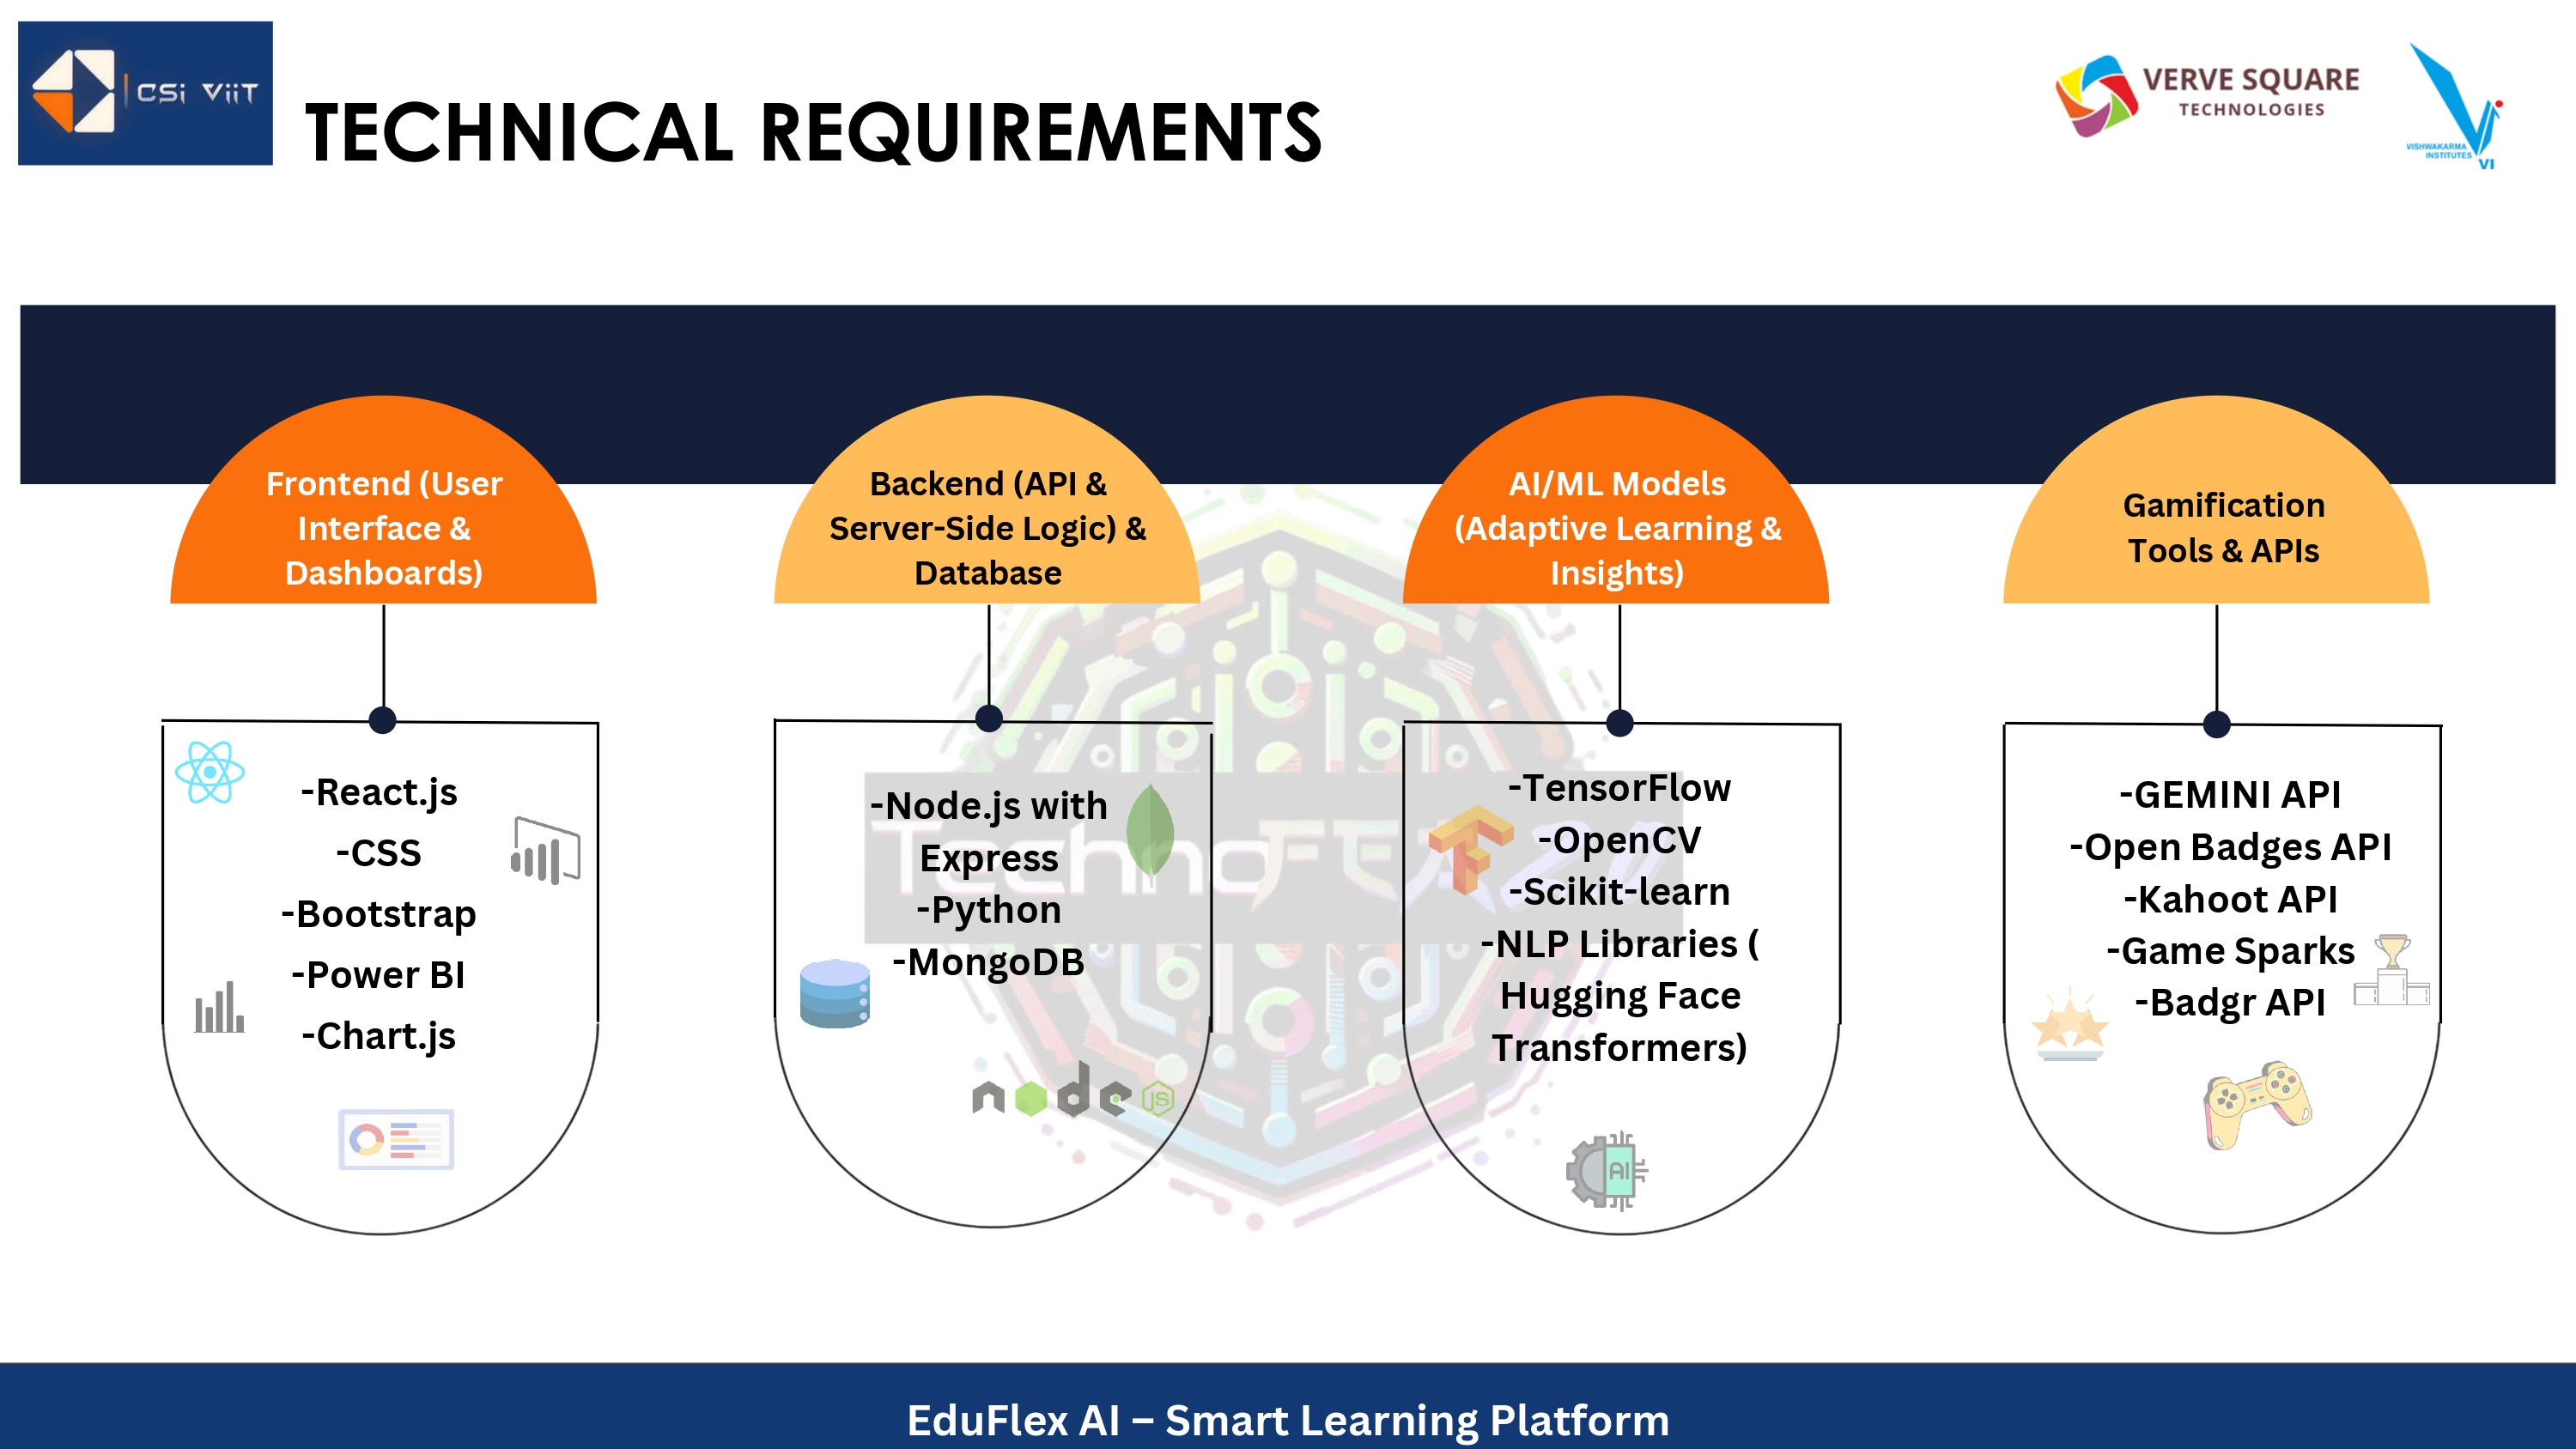 CSi ViiT
TECHNICAL REQUIREMENTS
VERVE SQUARE
TECHNOLOGIES
VISHWAKARMA
INSTITUTES
VI
Frontend (User
Interface &
Dashboards)
Backend (API &
Server-Side Logic) &
Database
AI/ML Models
(Adaptive Learning &
Insights)
Gamification
Tools & APIs
-React.js
-CSS
-Bootstrap
-Power BI
-Chart.js
-Node.js with
Express
-Python
-MongoDB
node
JS
-TensorFlow
-OpenCV
-Scikit-learn
-NLP Libraries (
Hugging Face
Transformers)
AI
-GEMINI API
-Open Badges API
-Kahoot API
-Game Sparks
-Badgr API
EduFlex AI – Smart Learning Platform